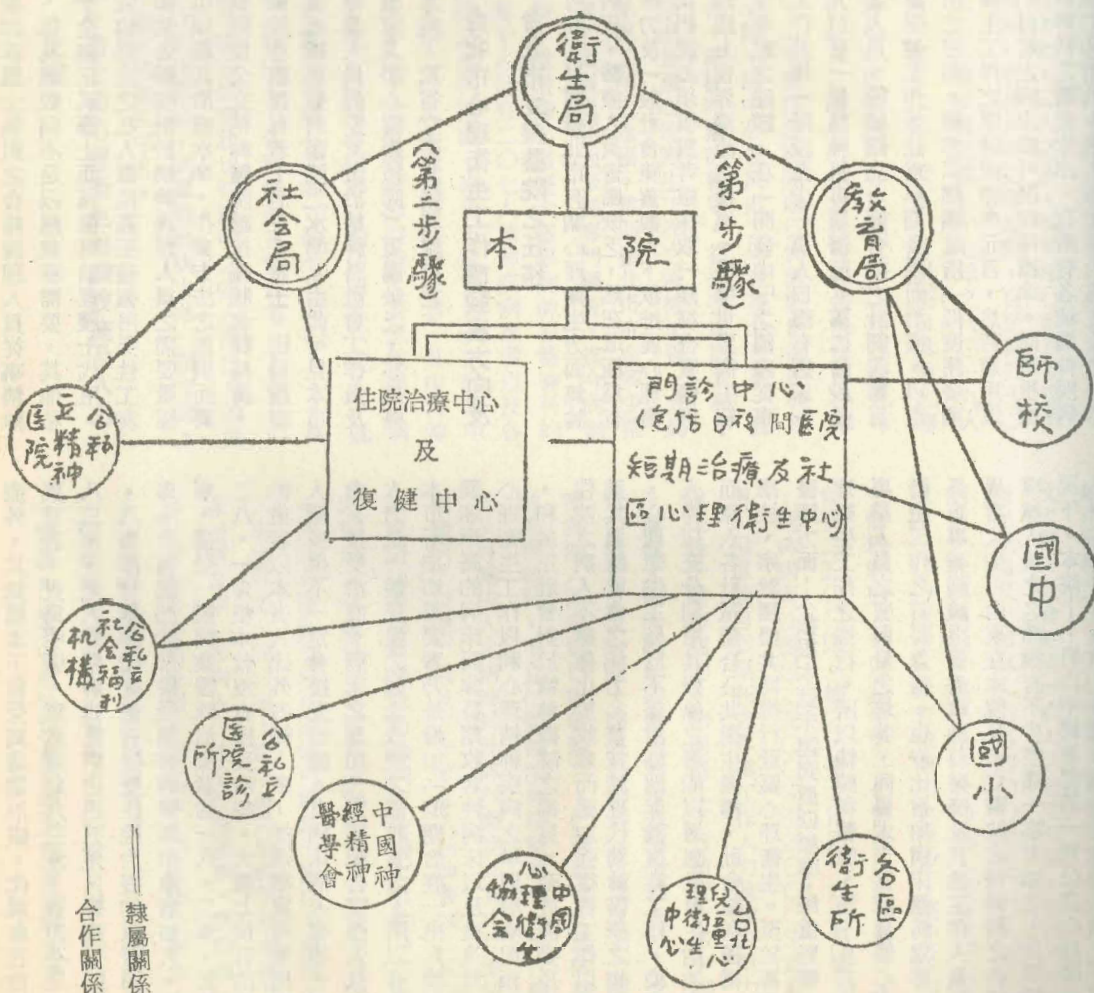 衛生局
(第二步驟)
(第一步驟)
社会局
教育局
本院
師校
國中
國小
住院治療中心
及
復健中心
門診中心
(包括日夜間医院
短期治療及社
區心理衛生中心)
公私
立精神
医院
公私立
社会福利
机構
公私立
医院診
所
中國神
經精神
醫學會
中國
心理衛生
協会
台北
兒童心
理衛生
中心
各區
衛生所
隸屬關係
合作關係